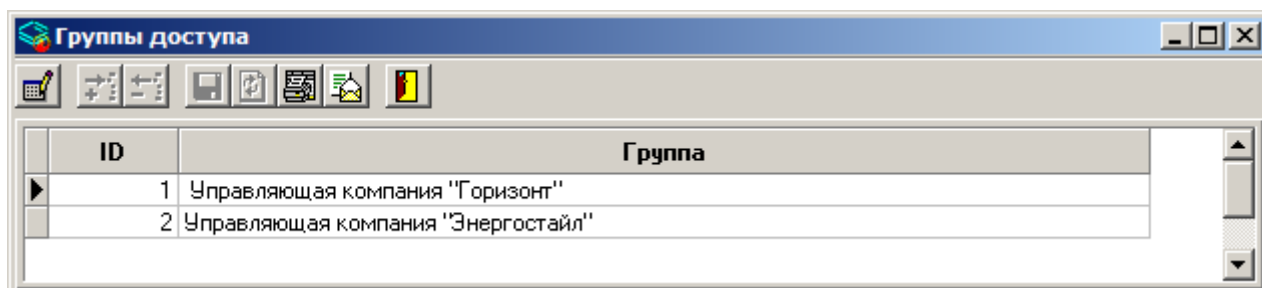 Группы доступа
ID Группа
1 Управляющая компания "Горизонт"
2 Управляющая компания "Энергостайл"